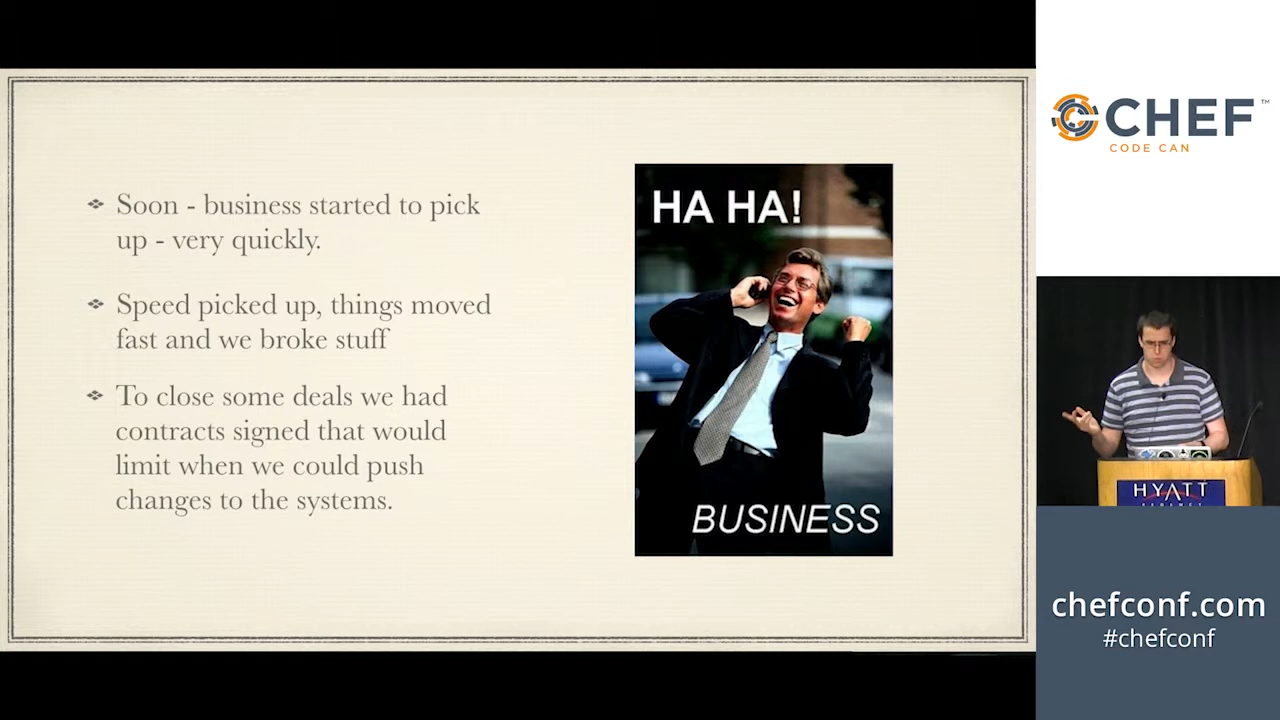 Soon - business started to pick
up - very quickly.
Speed picked up, things moved
fast and we broke stuff
To close some deals we had
contracts signed that would
limit when we could push
changes to the systems.
HA HA!
BUSINESS
CHEF™
CODE CAN
HYATT
chefconf.com
#chefconf